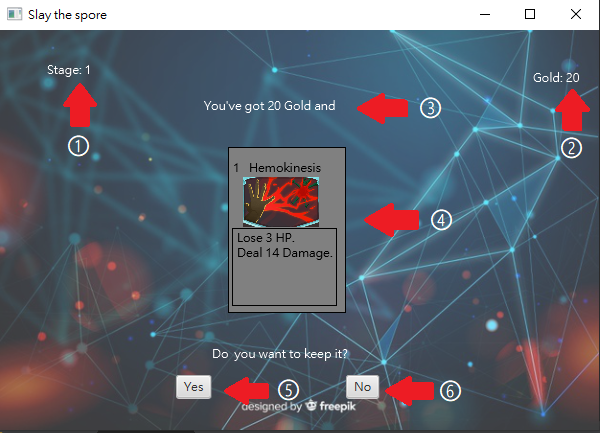 Slay the spore
Stage: 1
Gold: 20
You've got 20 Gold and
③
①
②
1 Hemokinesis
④
Lose 3 HP.
Deal 14 Damage.
Do you want to keep it?
Yes
⑤
No
⑥
designed by freepik